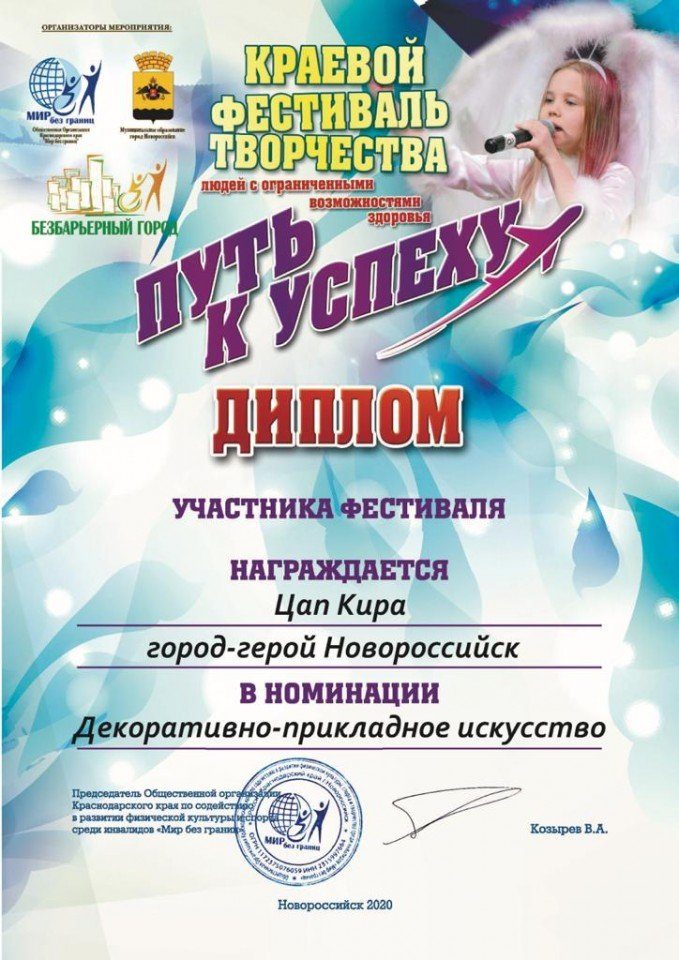 ОРГАНИЗАТОРЫ МЕРОПРИЯТИЯ:
МИР
без границ
Общественная Организация
Краснодарского края
"Мир без границ"
Муниципальное образование
город Новороссийск
БЕЗБАРЬЕРНЫЙ ГОРОД
КРАЕВОЙ
ФЕСТИВАЛЬ
ТВОРЧЕСТВА
людей с ограниченными
возможностями
здоровья
ПУТЬ
К УСПЕХУ
ДИПЛОМ
УЧАСТНИКА ФЕСТИВАЛЯ
НАГРАЖДАЕТСЯ
Цап Кира
город-герой Новороссийск
В НОМИНАЦИИ
Декоративно-прикладное искусство
Председатель Общественной организации
Краснодарского края по содействию
в развитии физической культуры и спорта
среди инвалидов «Мир без границ»
МИР
без границ
Козырев В.А.
Новороссийск 2020